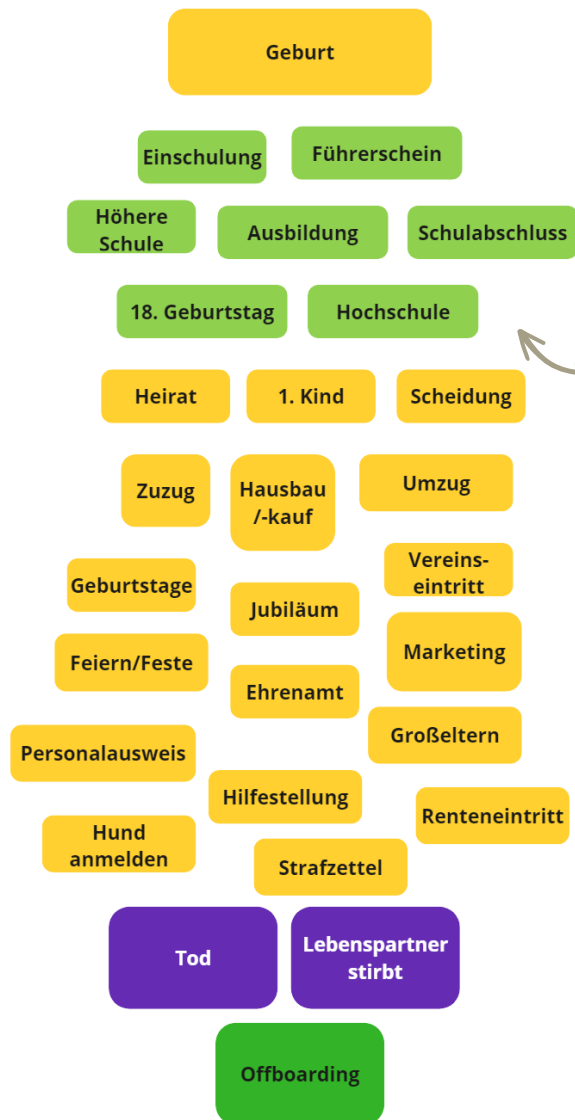 Geburt
Einschulung
Führerschein
Höhere
Schule
Ausbildung
Schulabschluss
18. Geburtstag
Hochschule
Heirat
1. Kind
Scheidung
Zuzug
Hausbau
/-kauf
Umzug
Geburtstage
Jubiläum
Vereins-
eintritt
Feiern/Feste
Ehrenamt
Marketing
Personalausweis
Großeltern
Hilfestellung
Renteneintritt
Hund
anmelden
Strafzettel
Tod
Lebenspartner
stirbt
Offboarding